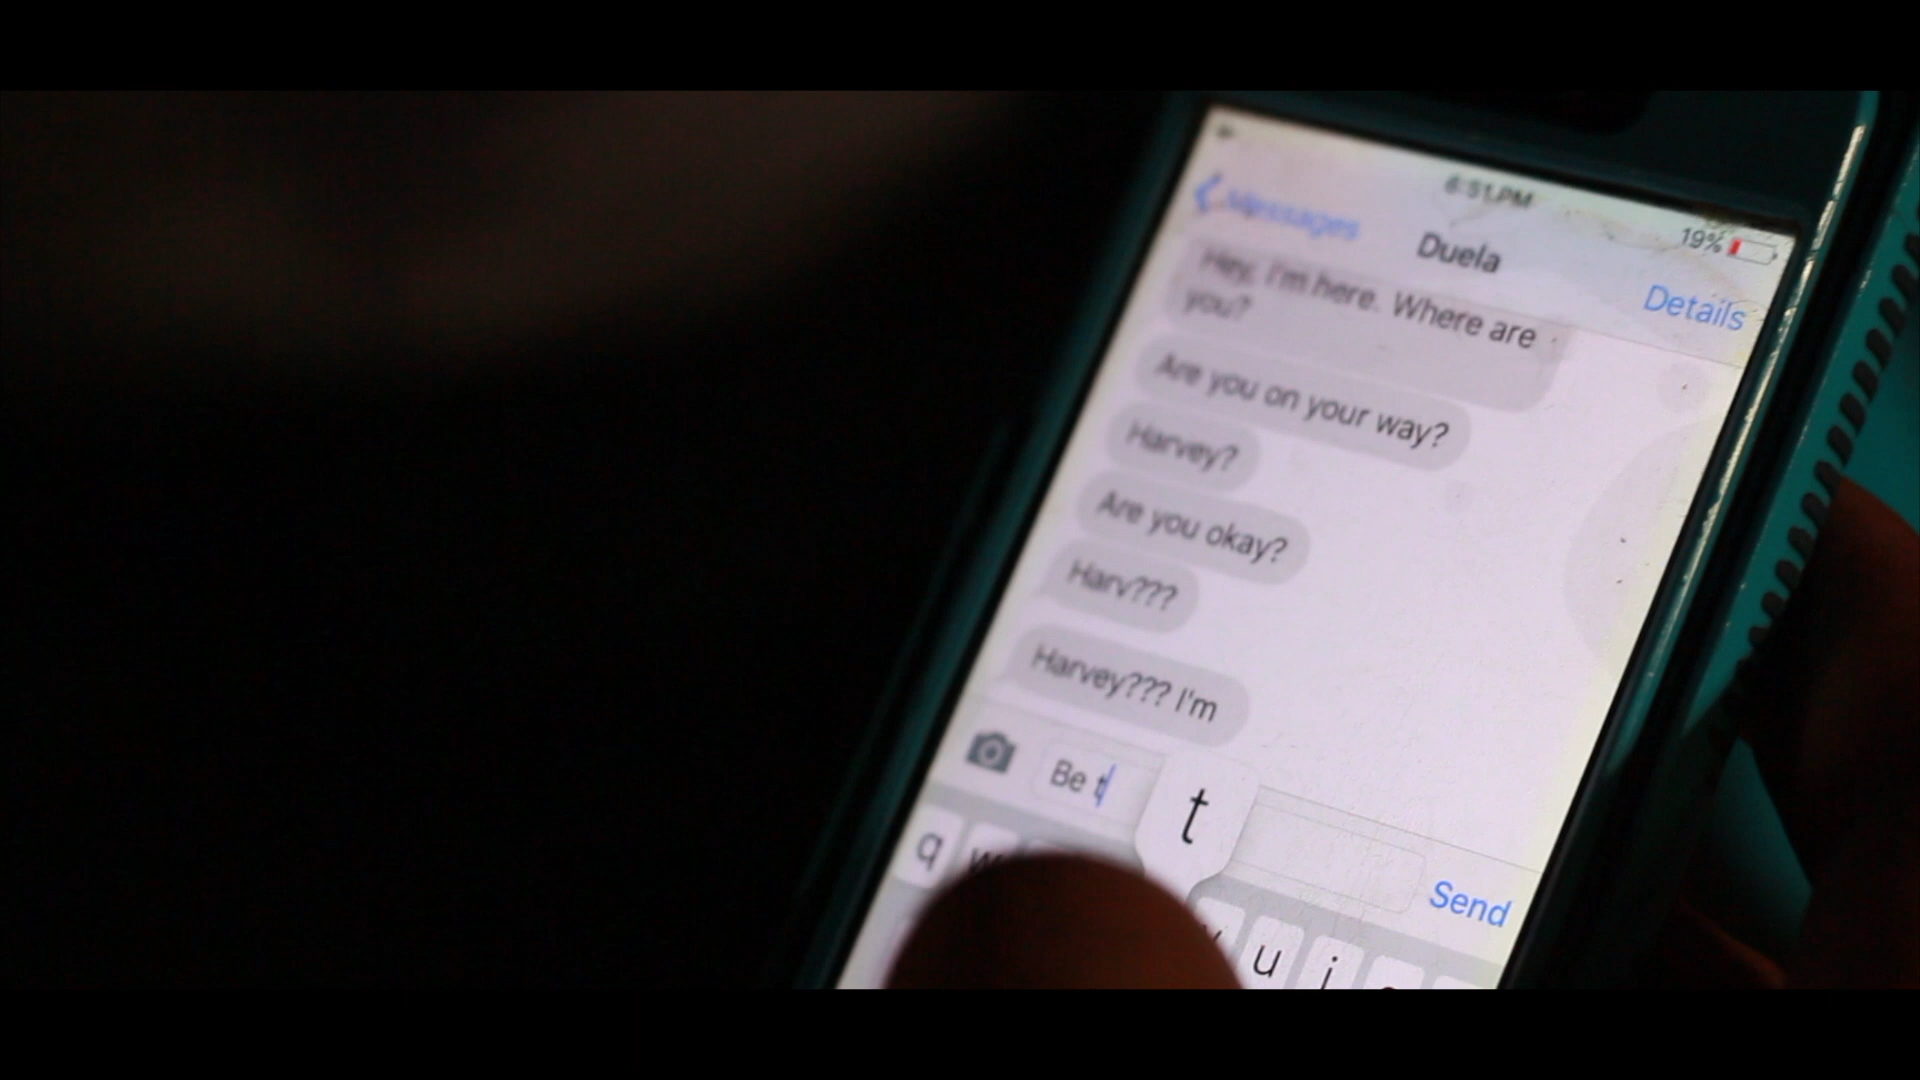 6:51 PM
19%
Messages
Duela
Details
Hey, I'm here. Where are
you?
Are you on your way?
Harvey?
Are you okay?
Harv???
Harvey??? I'm
Be t
t
Send
q w
u i